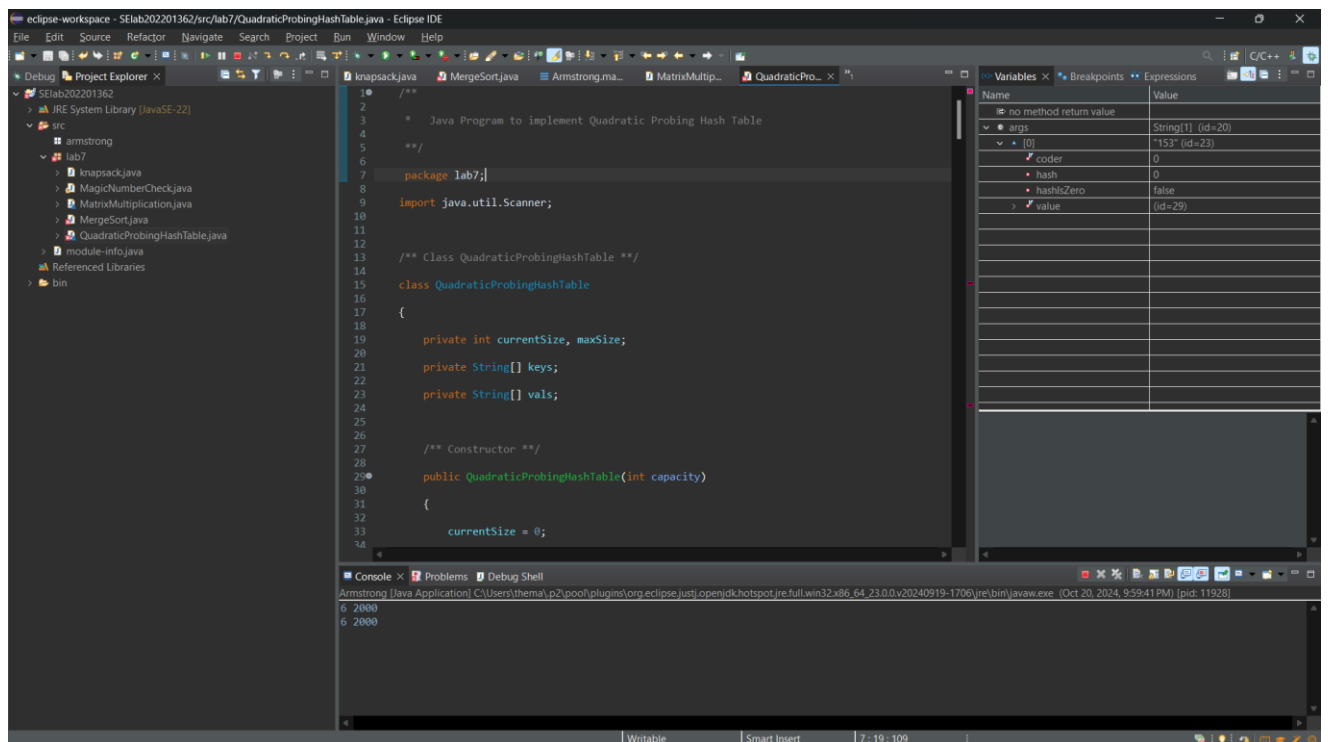 eclipse-workspace - SElab202201362/src/lab7/QuadraticProbingHashTable.java - Eclipse IDE
File Edit Source Refactor Navigate Search Project Run Window Help
C/C++
Debug Project Explorer
SElab202201362
JRE System Library [JavaSE-22]
src
armstrong
lab7
knapsack.java
MagicNumberCheck.java
MatrixMultiplication.java
MergeSort.java
QuadraticProbingHashTable.java
module-info.java
Referenced Libraries
bin
knapsack.java MergeSort.java Armstrong.ma... MatrixMultip... QuadraticPro...
1 /**
2
3 * Java Program to implement Quadratic Probing Hash Table
4
5 **/
6
7 package lab7;
8
9 import java.util.Scanner;
10
11
12
13 /** Class QuadraticProbingHashTable **/
14
15 class QuadraticProbingHashTable
16
17 {
18
19 private int currentSize, maxSize;
20
21 private String[] keys;
22
23 private String[] vals;
24
25
26
27 /** Constructor **/
28
29 public QuadraticProbingHashTable(int capacity)
30
31 {
32
33 currentSize = 0;
34
Variables Breakpoints Expressions
Name Value
no method return value
args String[1] (id=20)
[0] "153" (id=23)
coder 0
hash 0
hashIsZero false
value (id=29)
Console Problems Debug Shell
Armstrong [Java Application] C:\Users\thema\.p2\pool\plugins\org.eclipse.justj.openjdk.hotspot.jre.full.win32.x86_64_23.0.0.v20240919-1706\jre\bin\javaw.exe (Oct 20, 2024, 9:59:41 PM) [pid: 11928]
6 2000
6 2000
Writable Smart Insert 7 : 19 : 109